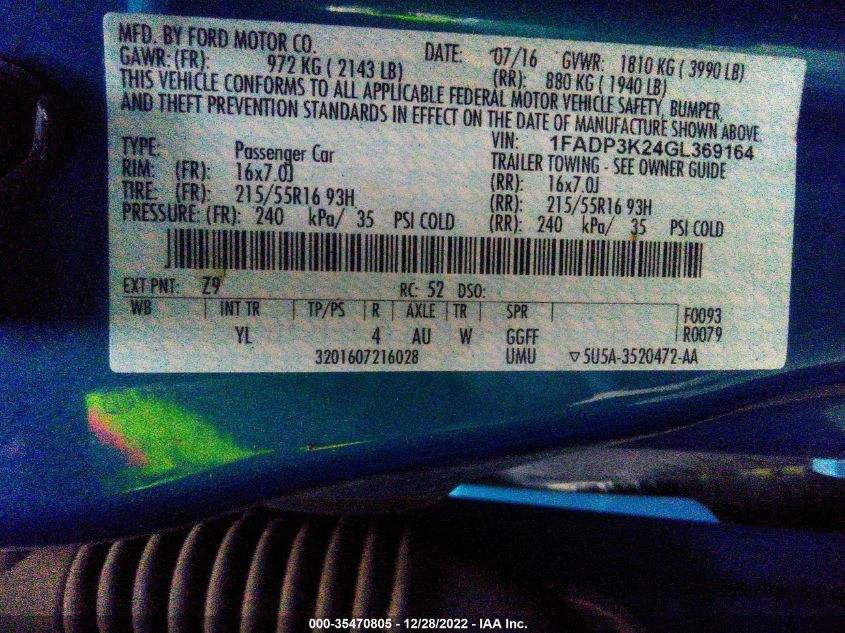 MFD. BY FORD MOTOR CO. DATE: 07/16 GVWR: 1810 KG ( 3990 LB)
GAWR: (FR): 972 KG ( 2143 LB) (RR): 880 KG ( 1940 LB)
THIS VEHICLE CONFORMS TO ALL APPLICABLE FEDERAL MOTOR VEHICLE SAFETY, BUMPER,
AND THEFT PREVENTION STANDARDS IN EFFECT ON THE DATE OF MANUFACTURE SHOWN ABOVE.
VIN: 1FADP3K24GL369164
TYPE: Passenger Car TRAILER TOWING - SEE OWNER GUIDE
RIM: (FR): 16x7.0J (RR): 16x7.0J
TIRE: (FR): 215/55R16 93H (RR): 215/55R16 93H
PRESSURE: (FR): 240 kPa/ 35 PSI COLD (RR): 240 kPa/ 35 PSI COLD
EXT PNT: Z9 RC: 52 DSO:
WB INT TR TP/PS R AXLE TR SPR F0093
YL 4 AU W GGFF R0079
3201607216028 UMU ▽5U5A-3520472-AA
000-35470805 - 12/28/2022 - IAA Inc.